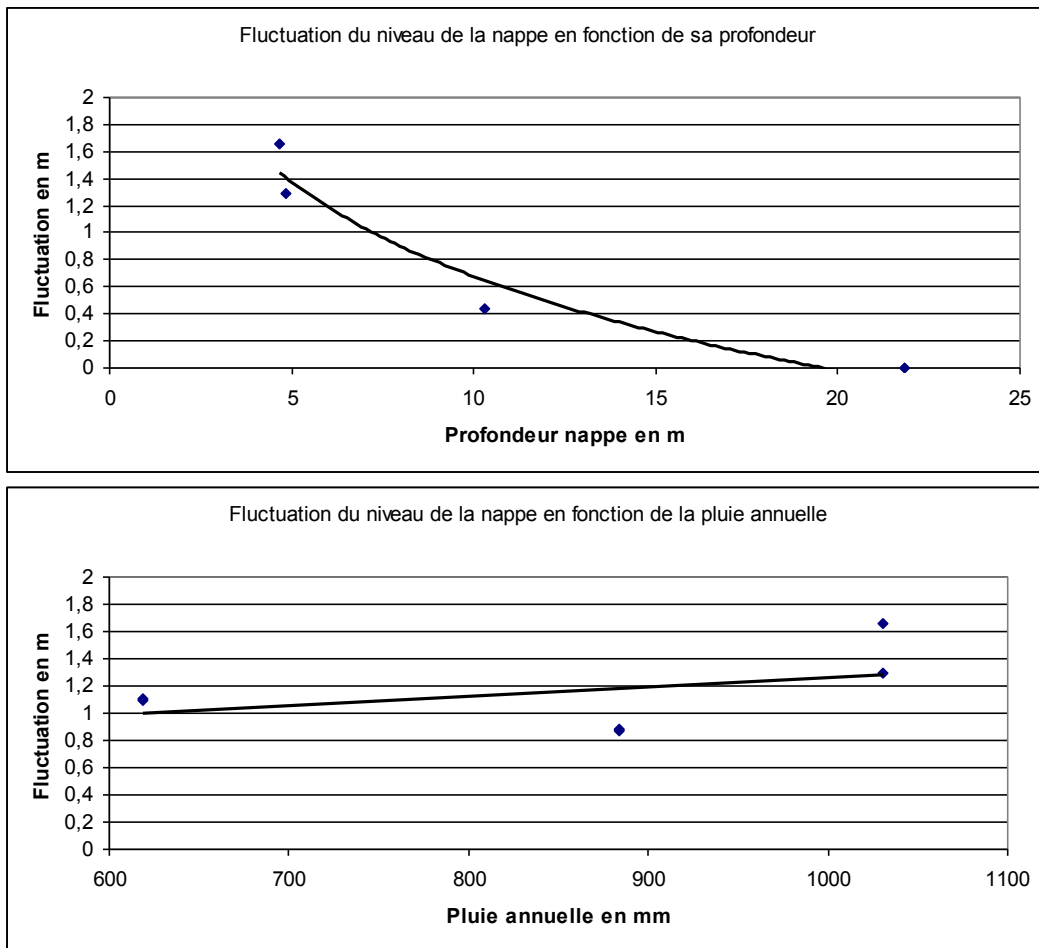 Fluctuation du niveau de la nappe en fonction de sa profondeur
2
1,8
1,6
1,4
1,2
1
0,8
0,6
0,4
0,2
0
Fluctuation en m
0 5 10 15 20 25
Profondeur nappe en m
Fluctuation du niveau de la nappe en fonction de la pluie annuelle
2
1,8
1,6
1,4
1,2
1
0,8
0,6
0,4
0,2
0
Fluctuation en m
600 700 800 900 1000 1100
Pluie annuelle en mm